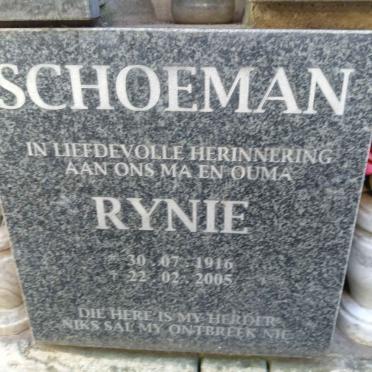 SCHOEMAN
IN LIEFDEVOLLE HERINNERING
AAN ONS MA EN OUMA
RYNIE
* 30 . 07 . 1916
† 22 . 02 . 2005
DIE HERE IS MY HERDER
NIKS SAL MY ONTBREEK NIE